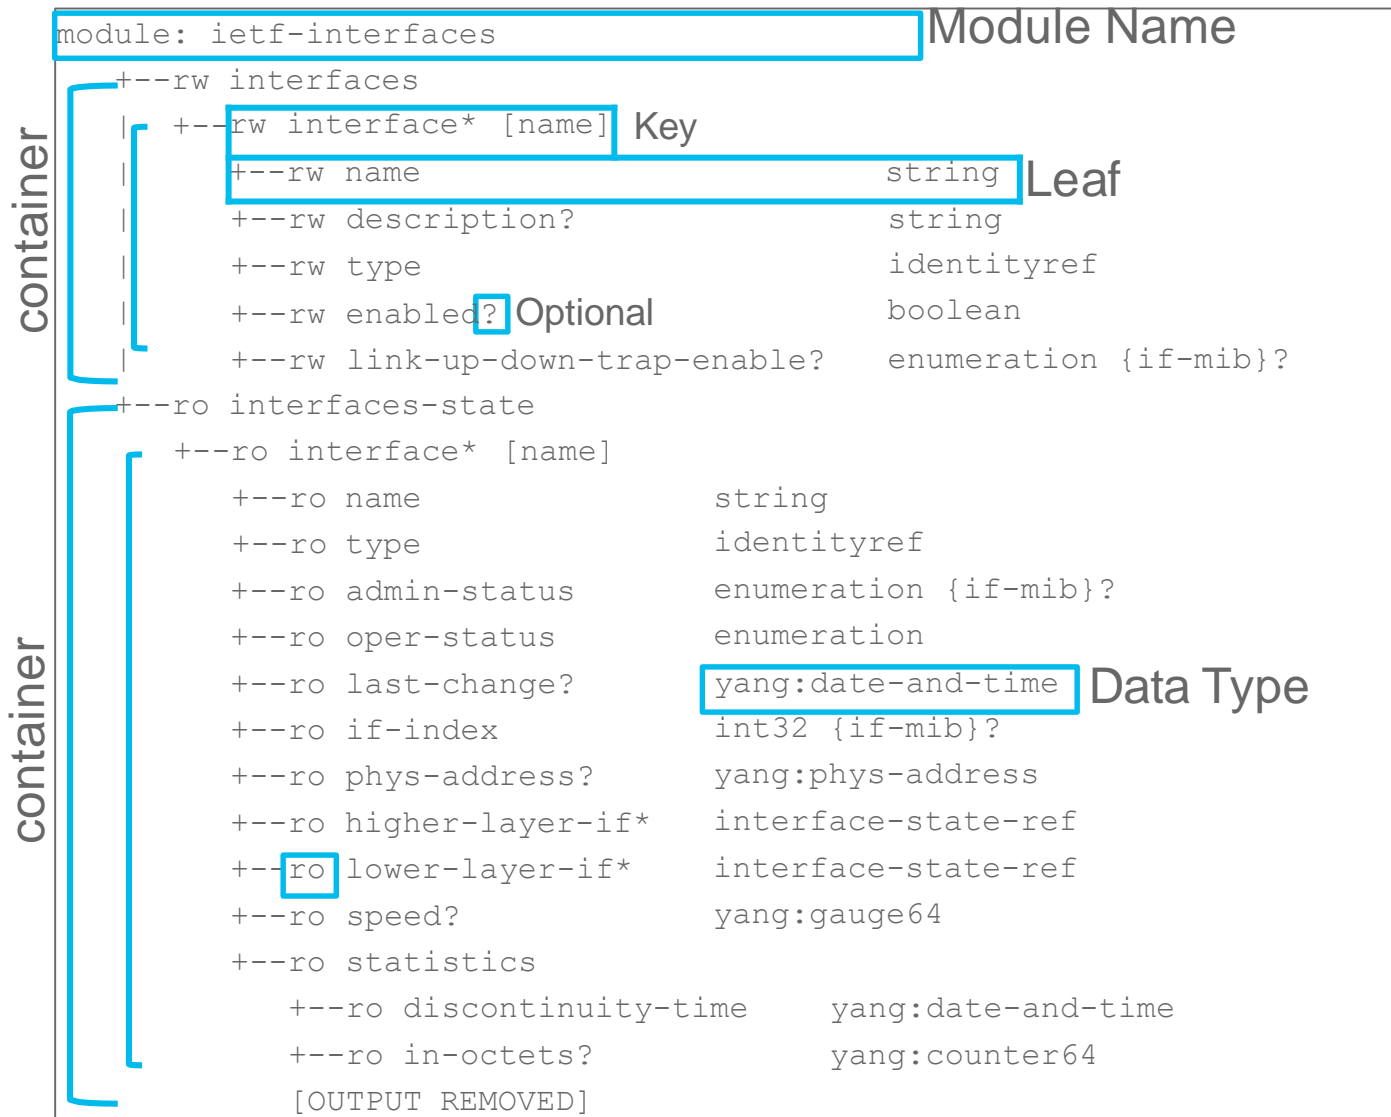 module: ietf-interfaces Module Name
+--rw interfaces
| +--rw interface* [name] Key
| +--rw name string Leaf
| +--rw description? string
| +--rw type identityref
| +--rw enabled? Optional boolean
| +--rw link-up-down-trap-enable? enumeration {if-mib}?
container
+--ro interfaces-state
+--ro interface* [name]
+--ro name string
+--ro type identityref
+--ro admin-status enumeration {if-mib}?
+--ro oper-status enumeration
+--ro last-change? yang:date-and-time Data Type
+--ro if-index int32 {if-mib}?
+--ro phys-address? yang:phys-address
+--ro higher-layer-if* interface-state-ref
+--ro lower-layer-if* interface-state-ref
+--ro speed? yang:gauge64
+--ro statistics
+--ro discontinuity-time yang:date-and-time
+--ro in-octets? yang:counter64
[OUTPUT REMOVED]
container